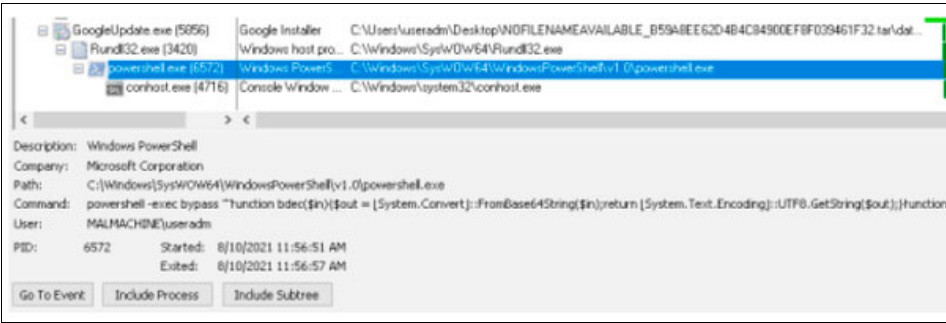 GoogleUpdate.exe (5856) Google Installer C:\Users\useradm\Desktop\NOFILENAMEAVAILABLE_B59A8EE62D4B4C84900EF8F039461F32.tar\dat...
Rundll32.exe (3420) Windows host pro... C:\Windows\SysWOW64\Rundll32.exe
powershell.exe (6572) Windows PowerS... C:\Windows\SysWOW64\WindowsPowerShell\v1.0\powershell.exe
conhost.exe (4716) Console Window ... C:\Windows\system32\conhost.exe
Description: Windows PowerShell
Company: Microsoft Corporation
Path: C:\Windows\SysWOW64\WindowsPowerShell\v1.0\powershell.exe
Command: powershell -exec bypass "function bdec($in){$out = [System.Convert]::FromBase64String($in);return [System.Text.Encoding]::UTF8.GetString($out);}function
User: MALMACHINE\useradm
PID: 6572 Started: 8/10/2021 11:56:51 AM
Exited: 8/10/2021 11:56:57 AM
Go To Event Include Process Include Subtree